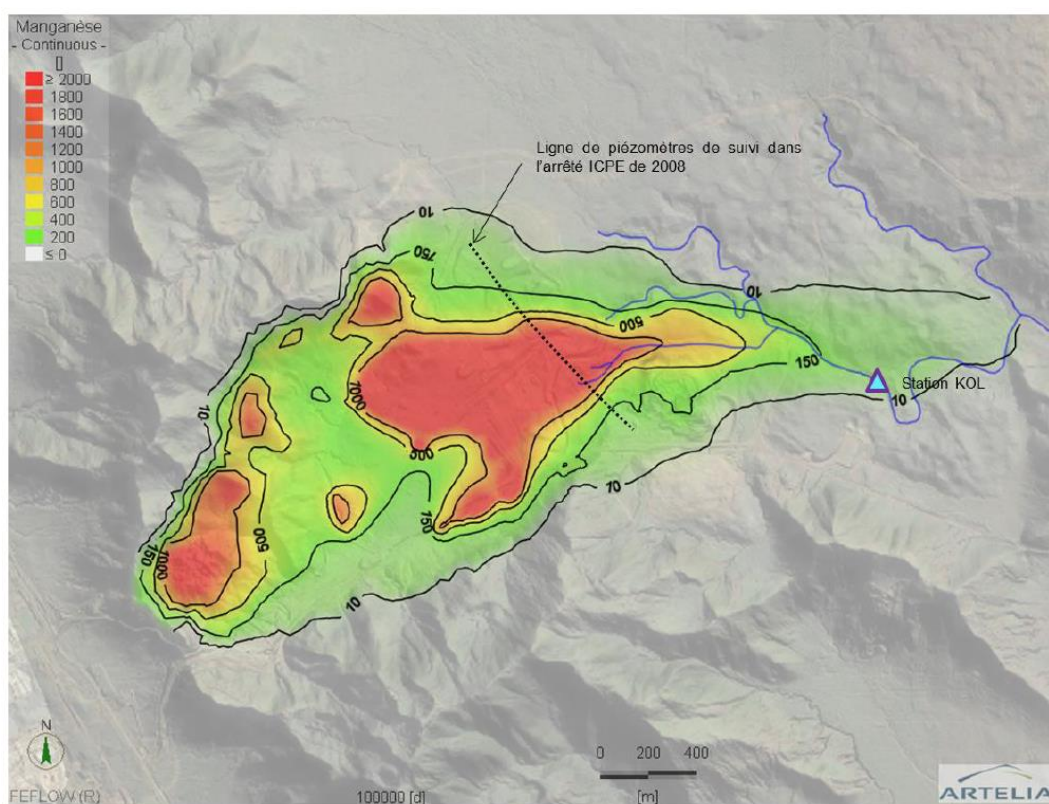 Manganèse
- Continuous -
[]
≥ 2000
1800
1600
1400
1200
1000
800
600
400
200
≤ 0
Ligne de piézomètres de suivi dans
l'arrêté ICPE de 2008
10
750
10
500
150
Station KOL
10
1000
10
500
10
150
500
150
1000
10
N
0 200 400
FEFLOW (R)
100000 [d]
[m]
ARTELIA